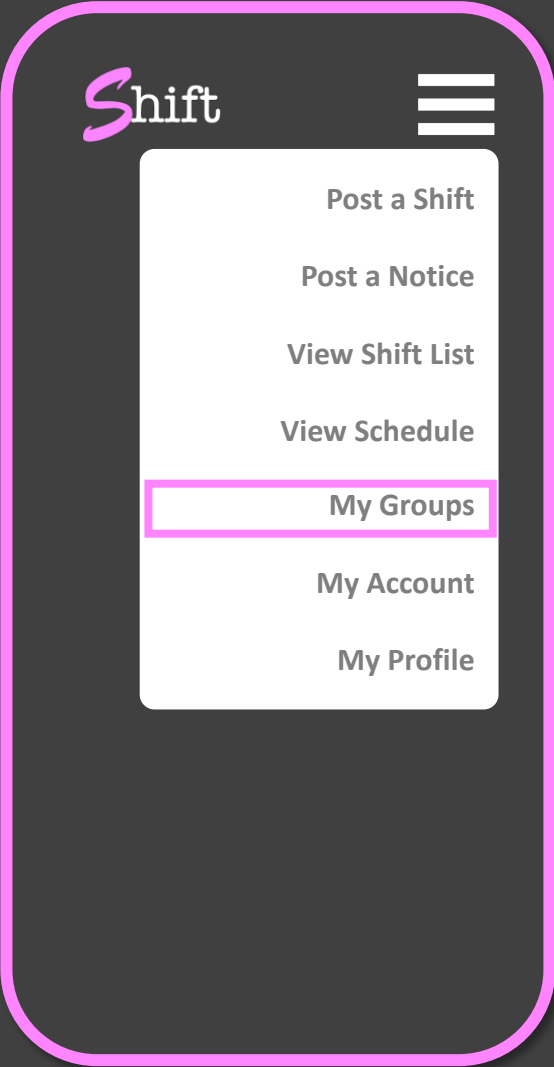 Shift
Post a Shift
Post a Notice
View Shift List
View Schedule
My Groups
My Account
My Profile